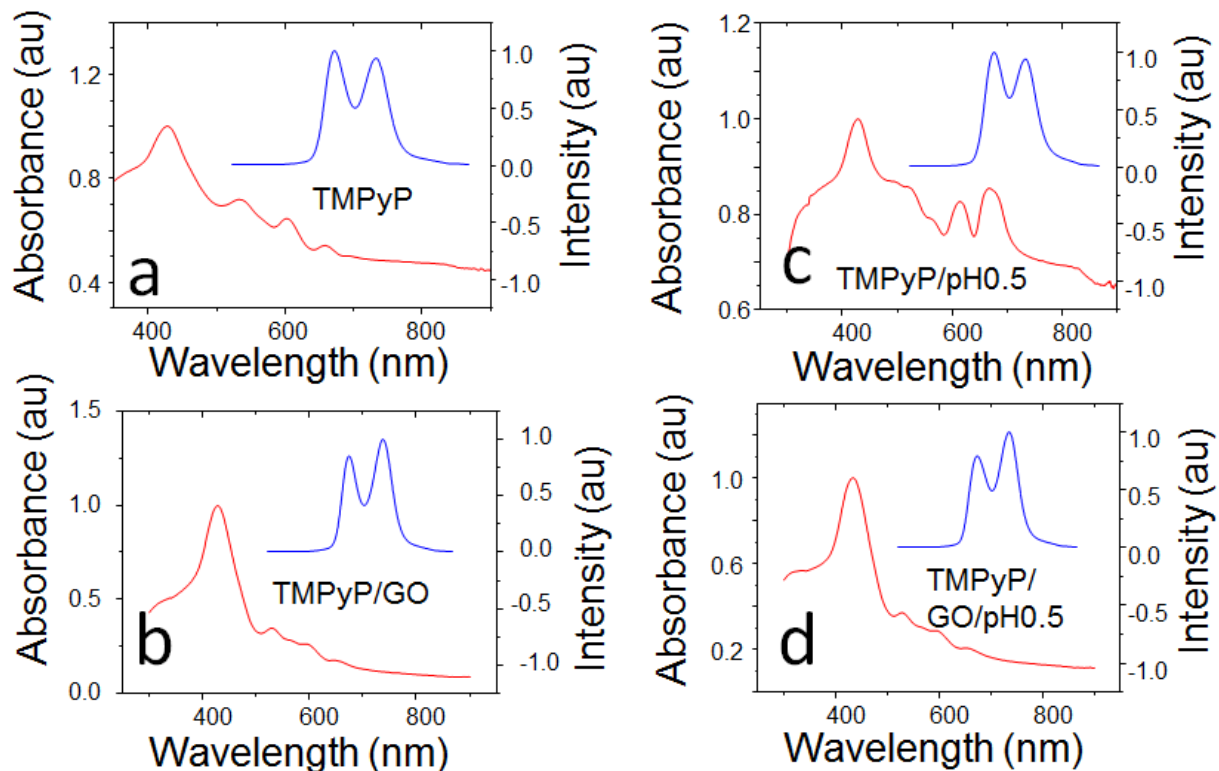 Absorbance (au)
1.2
0.8
0.4
1.0
0.5
0.0
-0.5
-1.0
Intensity (au)
TMPyP
a
400 600 800
Wavelength (nm)
Absorbance (au)
1.2
1.0
0.8
0.6
1.0
0.5
0.0
-0.5
-1.0
Intensity (au)
TMPyP/pH0.5
c
400 600 800
Wavelength (nm)
Absorbance (au)
1.5
1.0
0.5
0.0
1.0
0.5
0.0
-0.5
-1.0
Intensity (au)
TMPyP/GO
b
400 600 800
Wavelength (nm)
Absorbance (au)
1.0
0.6
0.2
1.0
0.5
0.0
-0.5
-1.0
Intensity (au)
TMPyP/
GO/pH0.5
d
400 600 800
Wavelength (nm)